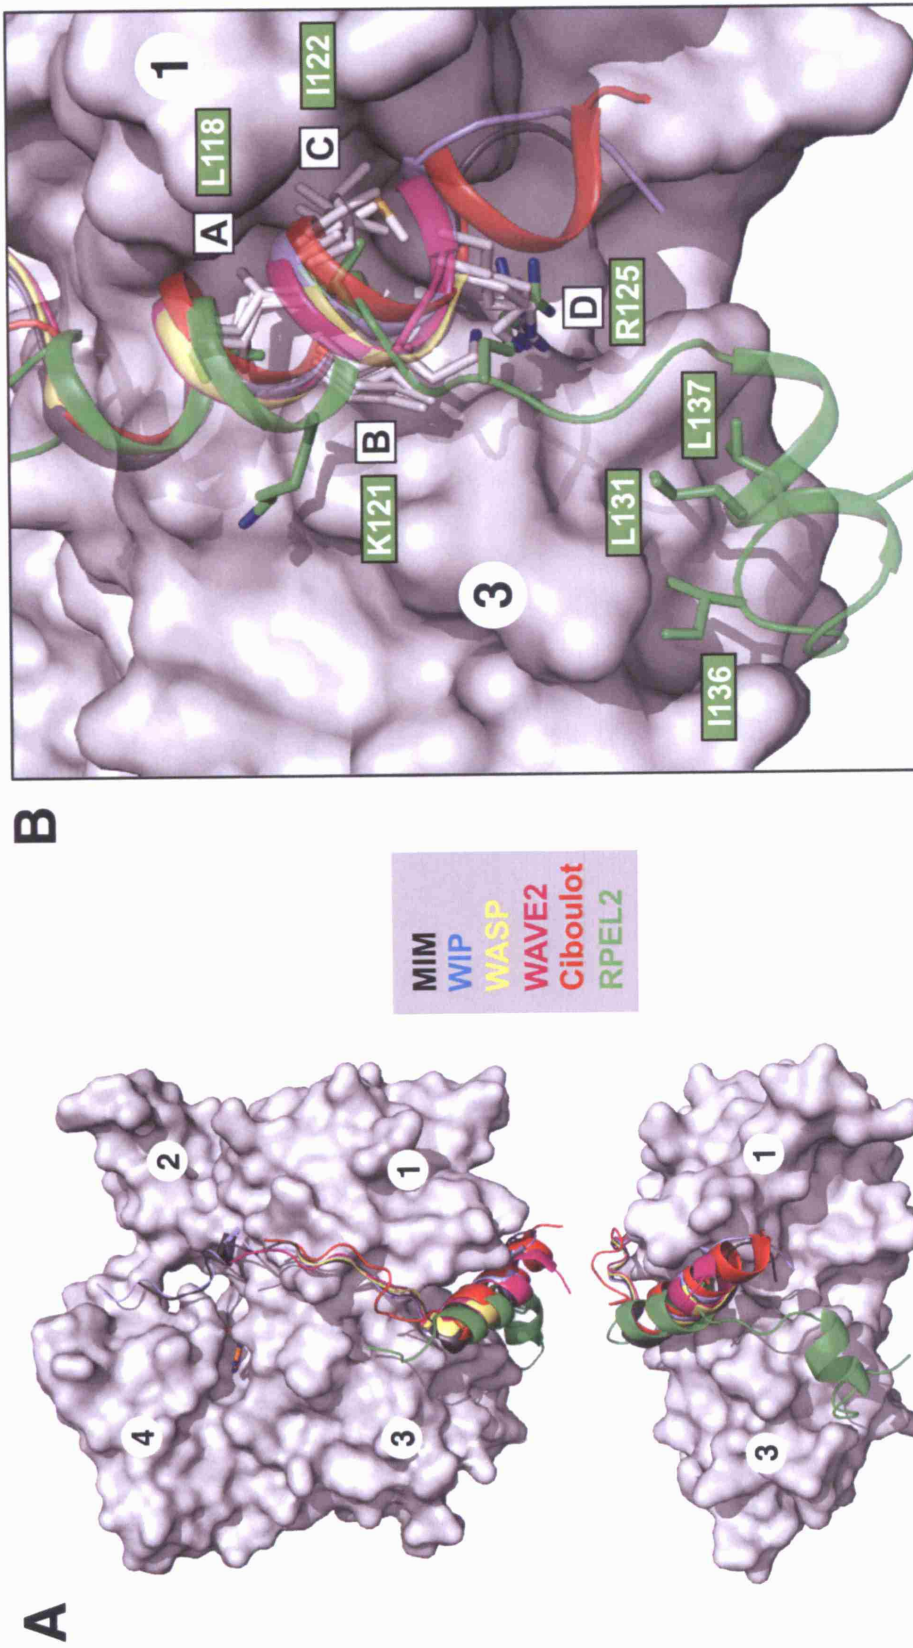 A
4
2
3
1
3
1
MIM
WIP
WASP
WAVE2
Ciboulot
RPEL2
B
1
A
L118
C
I122
K121
B
3
D
R125
L131
L137
I136